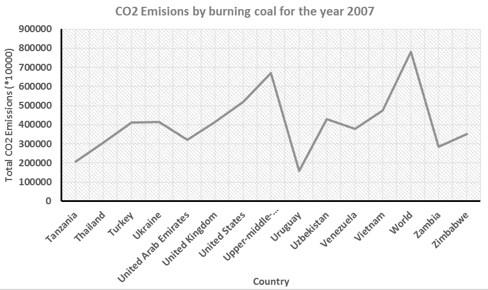 CO2 Emisions by burning coal for the year 2007
Total CO2 Emissions (*10000)
900000
800000
700000
600000
500000
400000
300000
200000
100000
0
Tanzania
Thailand
Turkey
Ukraine
United Arab Emirates
United Kingdom
United States
Upper-middle-...
Uruguay
Uzbekistan
Venezuela
Vietnam
World
Zambia
Zimbabwe
Country